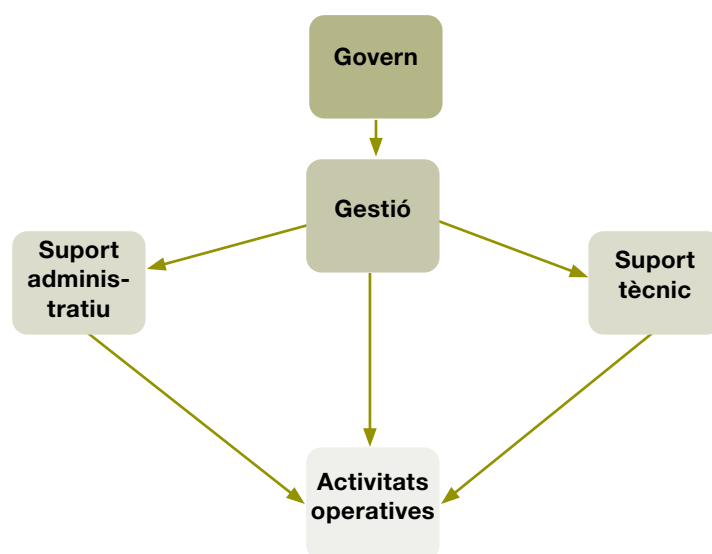 Govern
Gestió
Suport
adminis-
tratiu
Suport
tècnic
Activitats
operatives